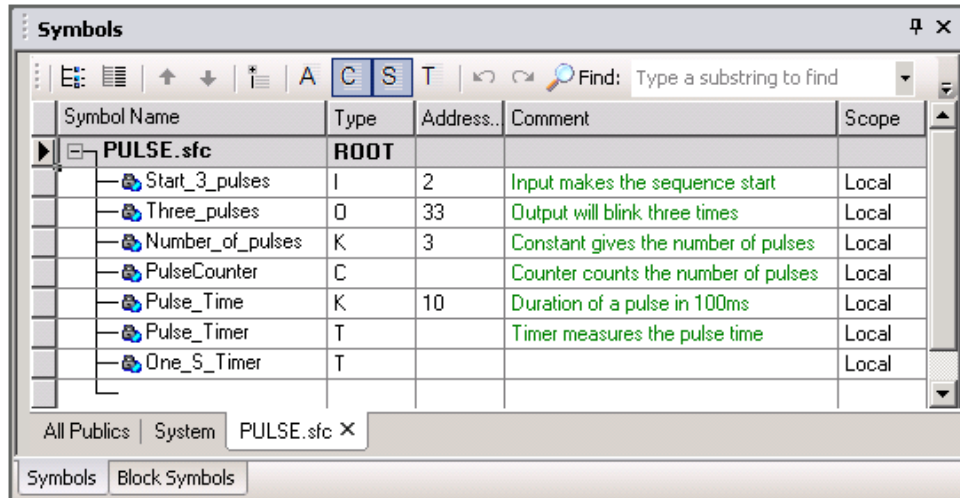 Symbols
A C S T Find: Type a substring to find
Symbol Name Type Address... Comment Scope
PULSE.sfc ROOT
Start_3_pulses I 2 Input makes the sequence start Local
Three_pulses O 33 Output will blink three times Local
Number_of_pulses K 3 Constant gives the number of pulses Local
PulseCounter C Counter counts the number of pulses Local
Pulse_Time K 10 Duration of a pulse in 100ms Local
Pulse_Timer T Timer measures the pulse time Local
One_S_Timer T Local
All Publics System PULSE.sfc
Symbols Block Symbols